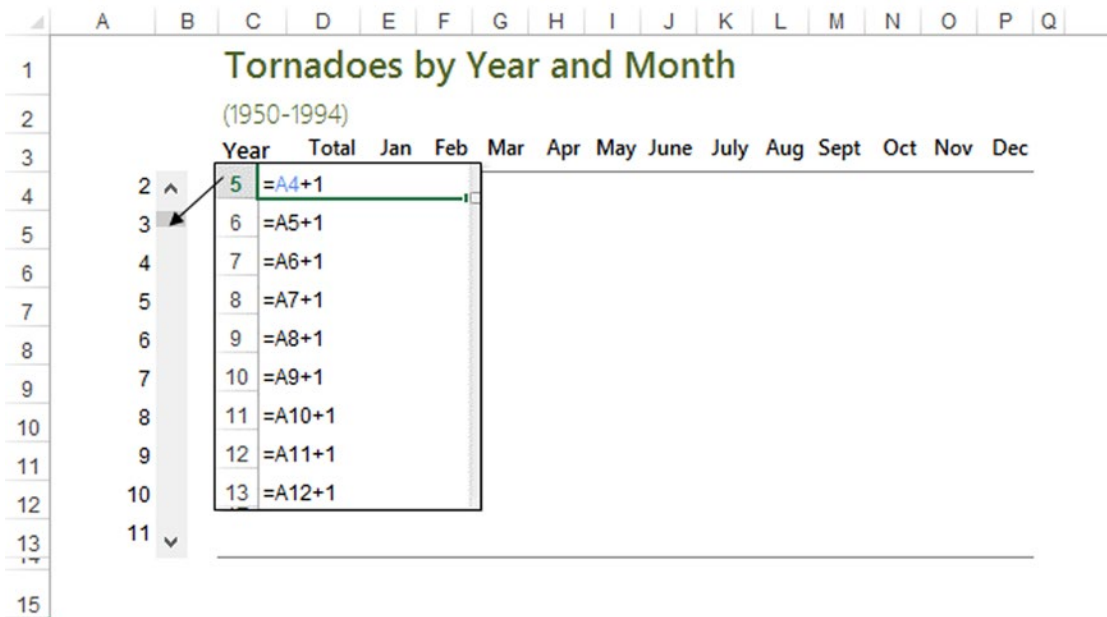 A B C D E F G H I J K L M N O P Q
1 Tornadoes by Year and Month
2 (1950-1994)
3 Year Total Jan Feb Mar Apr May June July Aug Sept Oct Nov Dec
4 2 5 =A4+1
5 3 6 =A5+1
6 4 7 =A6+1
7 5 8 =A7+1
8 6 9 =A8+1
9 7 10 =A9+1
10 8 11 =A10+1
11 9 12 =A11+1
12 10 13 =A12+1
13 11
15